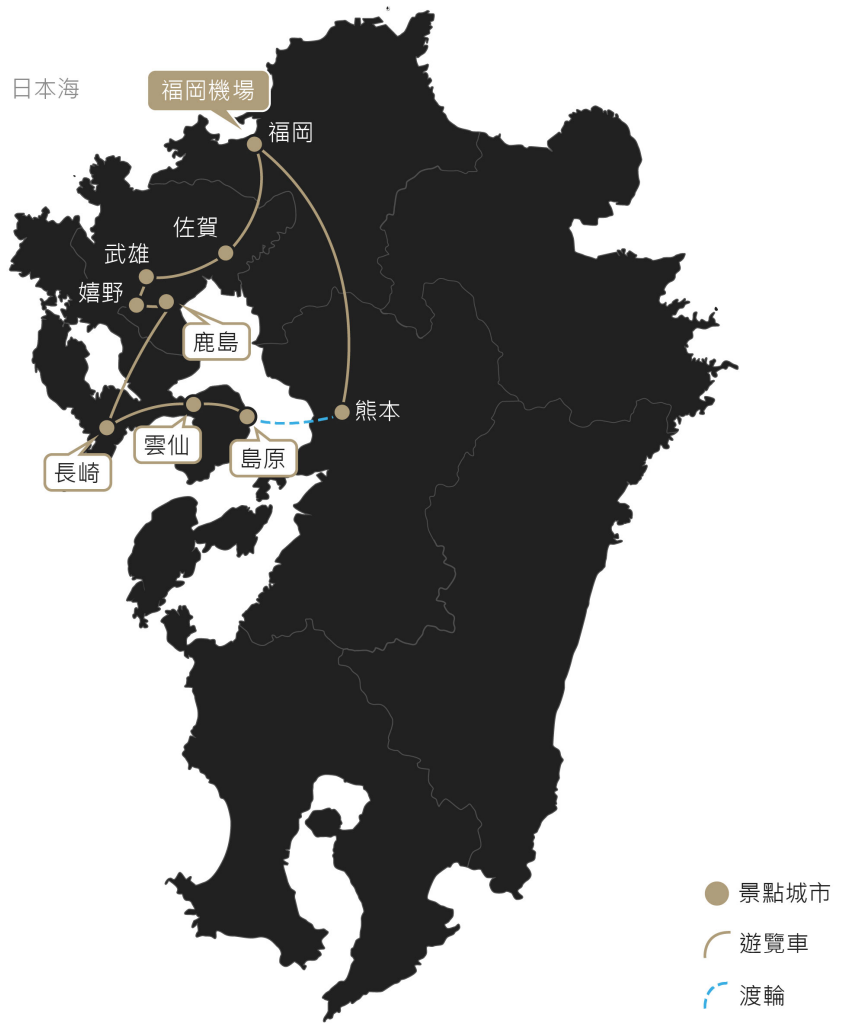 日本海
福岡機場
福岡
佐賀
武雄
嬉野
鹿島
熊本
雲仙
島原
長崎
景點城市
遊覽車
渡輪